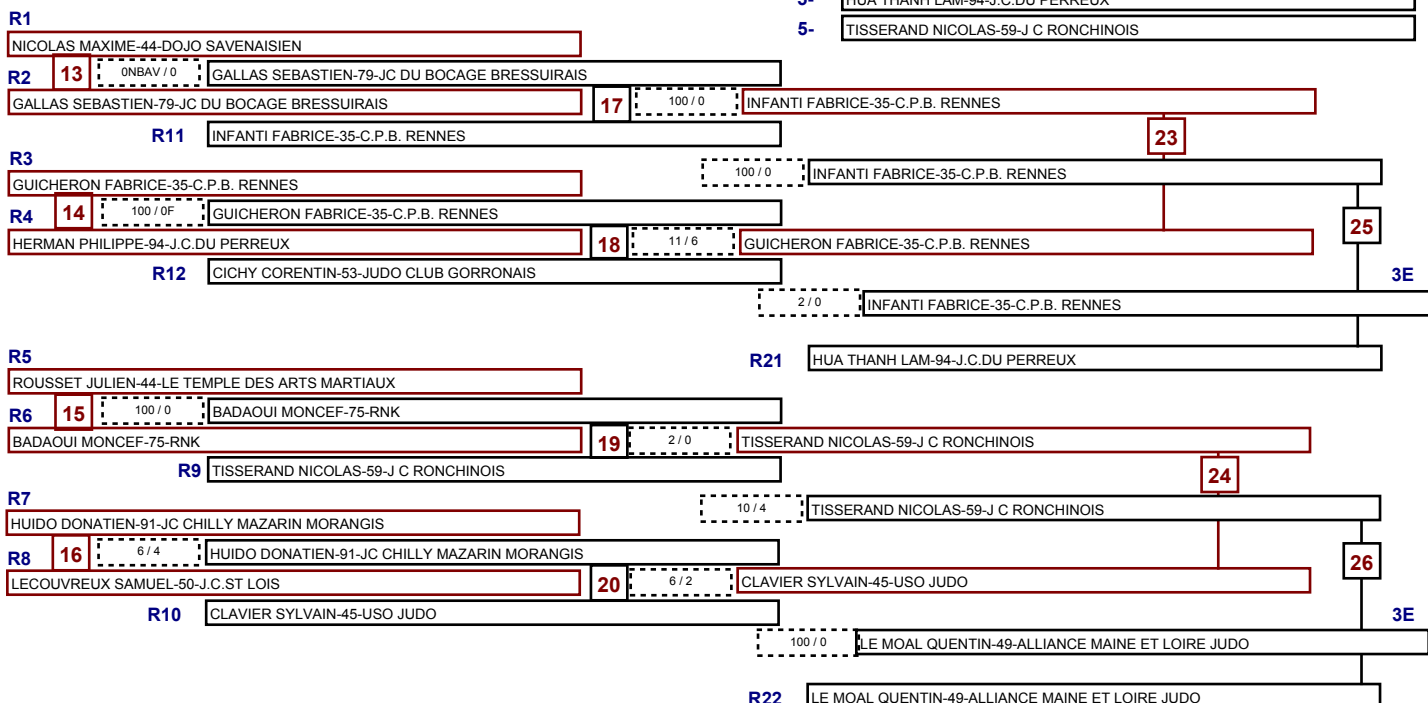 5- HUA THANH LAM-94-J.C.DU PERREUX
R1
5- TISSERAND NICOLAS-59-J C RONCHINOIS
NICOLAS MAXIME-44-DOJO SAVENAISIEN
R2 13 0NBAV / 0 GALLAS SEBASTIEN-79-JC DU BOCAGE BRESSUIRAIS
GALLAS SEBASTIEN-79-JC DU BOCAGE BRESSUIRAIS 17 100 / 0 INFANTI FABRICE-35-C.P.B. RENNES
R11 INFANTI FABRICE-35-C.P.B. RENNES 23
R3
100 / 0 INFANTI FABRICE-35-C.P.B. RENNES
GUICHERON FABRICE-35-C.P.B. RENNES
R4 14 100 / 0F GUICHERON FABRICE-35-C.P.B. RENNES 25
HERMAN PHILIPPE-94-J.C.DU PERREUX 18 11 / 6 GUICHERON FABRICE-35-C.P.B. RENNES
R12 CICHY CORENTIN-53-JUDO CLUB GORRONAIS 3E
2 / 0 INFANTI FABRICE-35-C.P.B. RENNES
R5
R21 HUA THANH LAM-94-J.C.DU PERREUX
ROUSSET JULIEN-44-LE TEMPLE DES ARTS MARTIAUX
R6 15 100 / 0 BADAOUI MONCEF-75-RNK
BADAOUI MONCEF-75-RNK 19 2 / 0 TISSERAND NICOLAS-59-J C RONCHINOIS
R9 TISSERAND NICOLAS-59-J C RONCHINOIS 24
R7
10 / 4 TISSERAND NICOLAS-59-J C RONCHINOIS
HUIDO DONATIEN-91-JC CHILLY MAZARIN MORANGIS
R8 16 6 / 4 HUIDO DONATIEN-91-JC CHILLY MAZARIN MORANGIS 26
LECOUVREUX SAMUEL-50-J.C.ST LOIS 20 6 / 2 CLAVIER SYLVAIN-45-USO JUDO
R10 CLAVIER SYLVAIN-45-USO JUDO 3E
100 / 0 LE MOAL QUENTIN-49-ALLIANCE MAINE ET LOIRE JUDO
R22 LE MOAL QUENTIN-49-ALLIANCE MAINE ET LOIRE JUDO